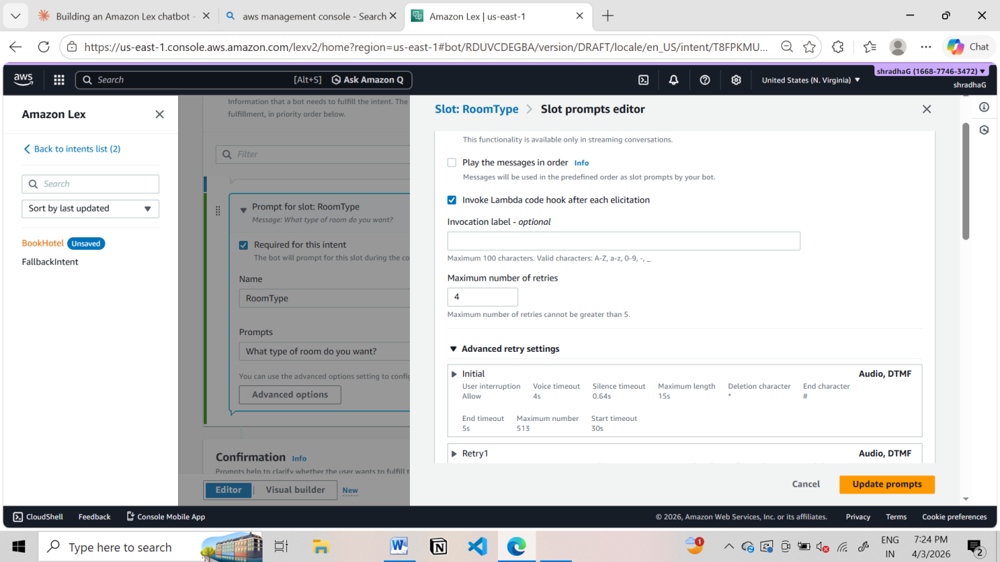 Building an Amazon Lex chatbot -
aws management console - Search
Amazon Lex | us-east-1
https://us-east-1.console.aws.amazon.com/lexv2/home?region=us-east-1#bot/RDUVCDEGBA/version/DRAFT/locale/en_US/intent/T8FPKMU...
Chat
aws
Search
[Alt+S]
Ask Amazon Q
United States (N. Virginia)
shradhaG (1668-7746-3472)
shradhaG
Amazon Lex
Back to intents list (2)
Search
Sort by last updated
BookHotel Unsaved
FallbackIntent
Information that a bot needs to fulfill the intent. The
fulfillment, in priority order below.
Filter
Prompt for slot: RoomType
Message: What type of room do you want?
Required for this intent
The bot will prompt for this slot during the co
Name
RoomType
Prompts
What type of room do you want?
You can use the advanced options setting to config
Advanced options
Confirmation Info
Prompts help to clarify whether the user wants to fulfill t
Editor Visual builder New
Slot: RoomType > Slot prompts editor
This functionality is available only in streaming conversations.
Play the messages in order Info
Messages will be used in the predefined order as slot prompts by your bot.
Invoke Lambda code hook after each elicitation
Invocation label - optional
Maximum 100 characters. Valid characters: A-Z, a-z, 0-9, -, _
Maximum number of retries
4
Maximum number of retries cannot be greater than 5.
Advanced retry settings
Initial Audio, DTMF
User interruption Voice timeout Silence timeout Maximum length Deletion character End character
Allow 4s 0.64s 15s * #
End timeout Maximum number Start timeout
5s 513 30s
Retry1 Audio, DTMF
Cancel Update prompts
CloudShell Feedback Console Mobile App © 2026, Amazon Web Services, Inc. or its affiliates. Privacy Terms Cookie preferences
Type here to search
1
ENG
IN
7:24 PM
4/3/2026
2